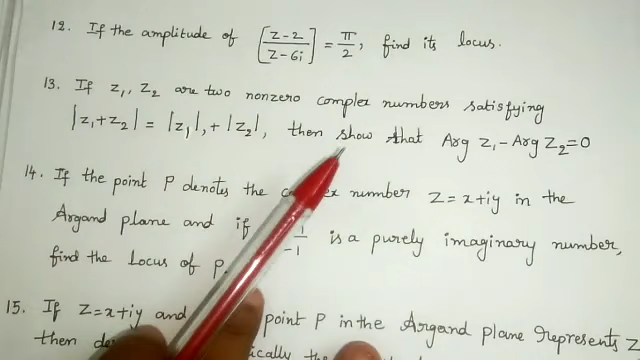 12. If the amplitude of [z-2/z-6i] = π/2, find its locus.
13. If z₁, z₂ are two nonzero complex numbers satisfying
|z₁+z₂| = |z₁|, + |z₂|, then show that Arg z₁ - Arg z₂=0
14. If the point P denotes the number z=x+iy in the
Argand plane and if is a purely imaginary number,
find the Locus of P.
15. If z=x+iy and point P in the Argand plane represents z
then the